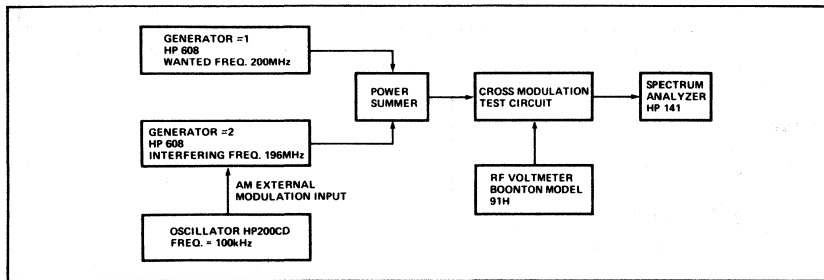 GENERATOR =1
HP 608
WANTED FREQ. 200MHz
POWER
SUMMER
CROSS MODULATION
TEST CIRCUIT
SPECTRUM
ANALYZER
HP 141
GENERATOR =2
HP 608
INTERFERING FREQ. 196MHz
AM EXTERNAL
MODULATION INPUT
RF VOLTMETER
BOONTON MODEL
91H
OSCILLATOR HP200CD
FREQ. = 100kHz